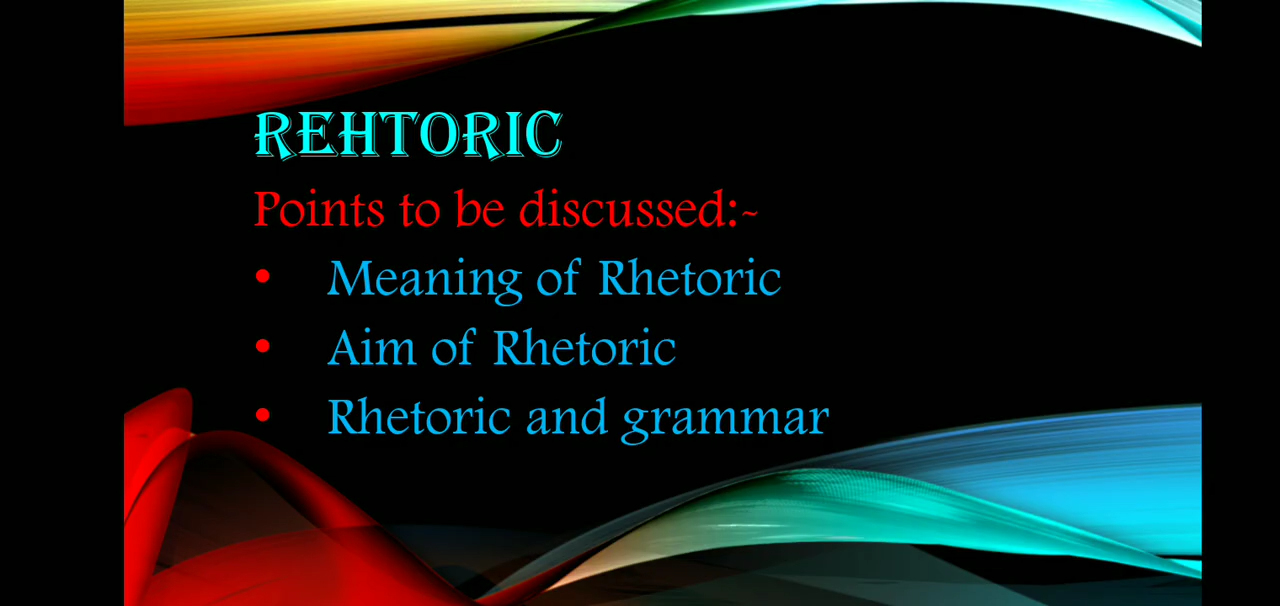 REHTORIC
Points to be discussed:-
• Meaning of Rhetoric
• Aim of Rhetoric
• Rhetoric and grammar